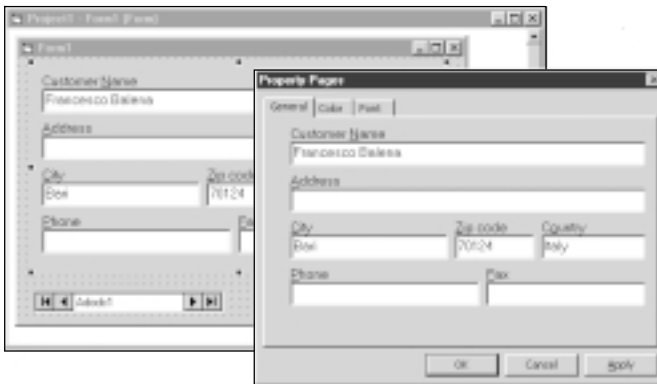 Project1 - Form1 (Form)
Form1
Customer Name
Francesco Balena
Address
City
Zip code
Bari
70124
Phone
Fa
Adodc1
Property Pages
General
Color
Font
Customer Name
Francesco Balena
Address
City
Zip code
Country
Bari
70124
Italy
Phone
Fax
OK
Cancel
Apply